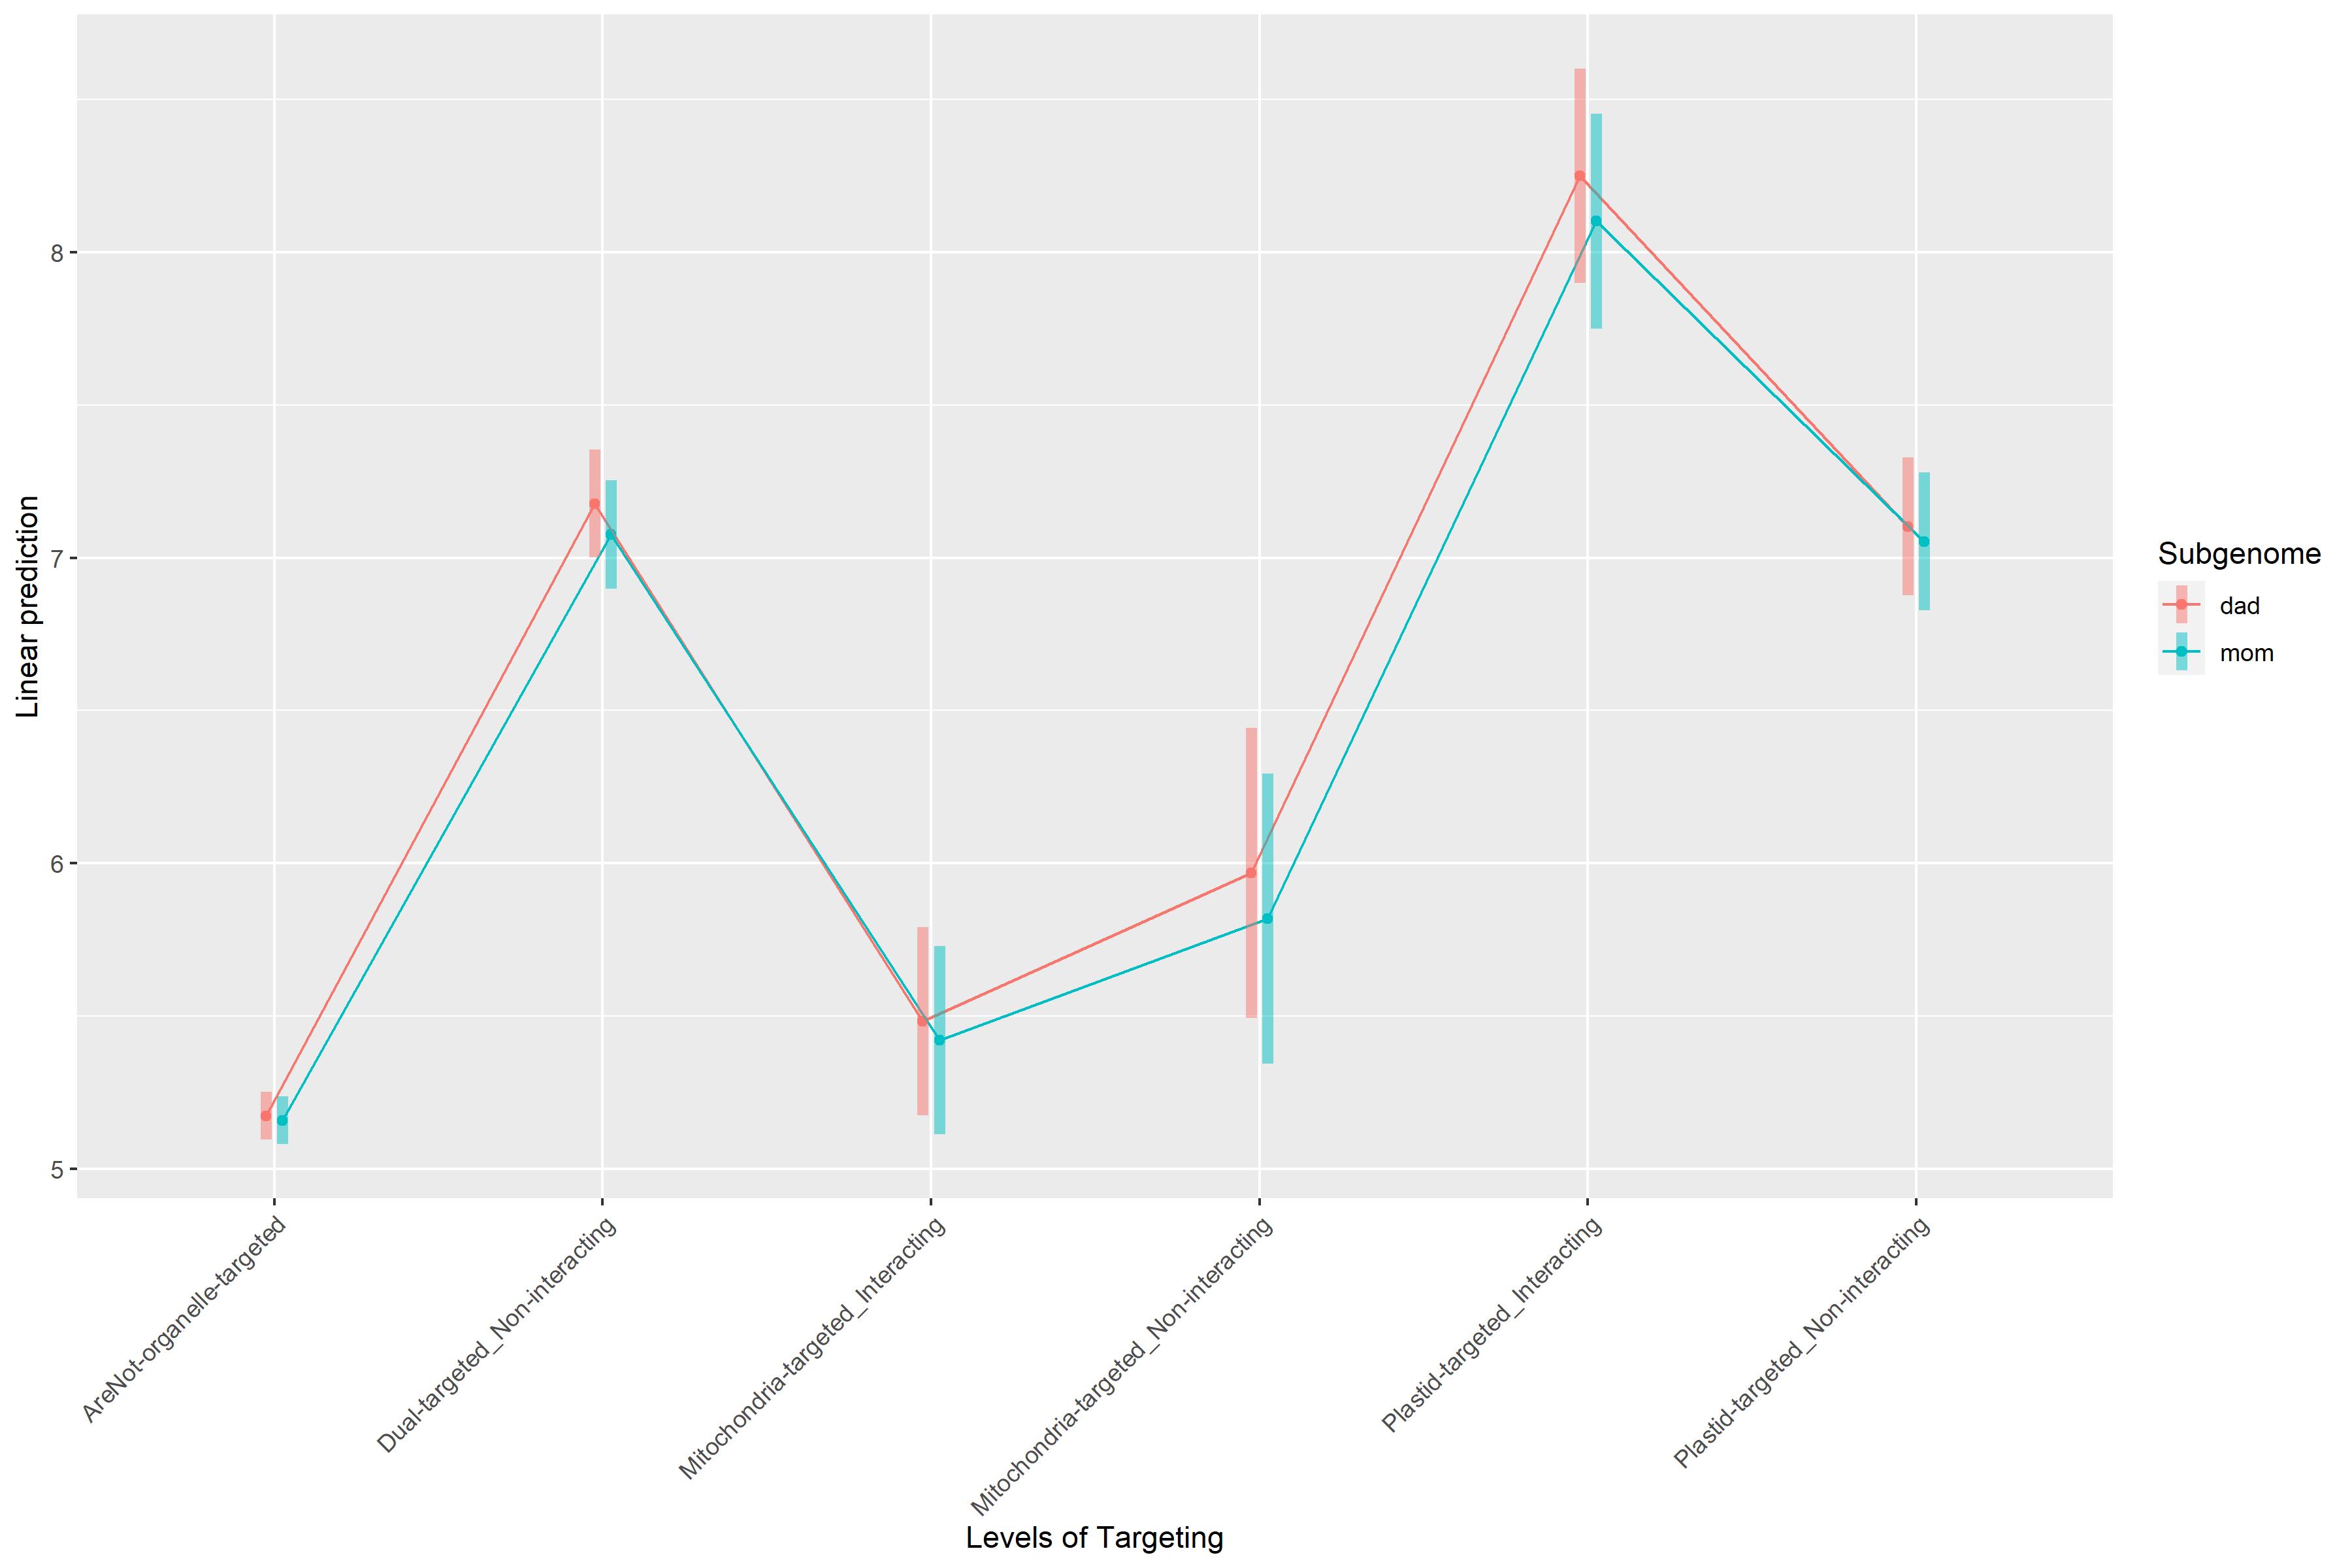 8
7
6
5
Linear prediction
AreNot-organelle-targeted
Dual-targeted_Non-interacting
Mitochondria-targeted_Interacting
Mitochondria-targeted_Non-interacting
Plastid-targeted_Interacting
Plastid-targeted_Non-interacting
Levels of Targeting
Subgenome
dad
mom